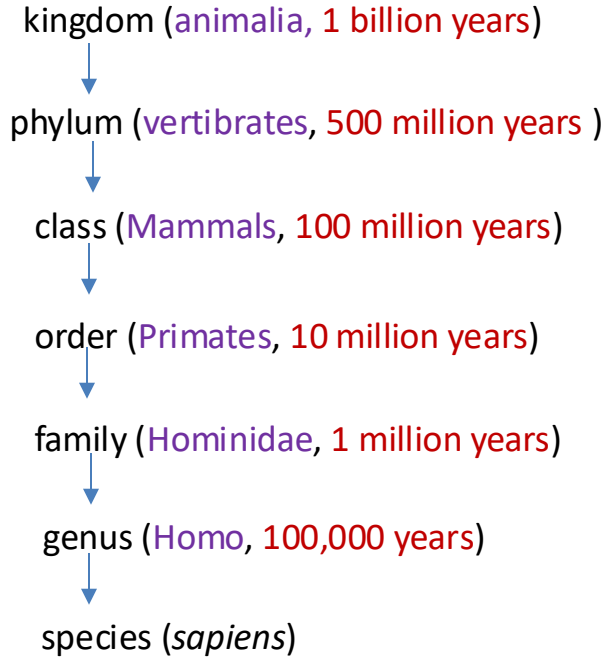 kingdom (animalia, 1 billion years)
phylum (vertibrates, 500 million years )
class (Mammals, 100 million years)
order (Primates, 10 million years)
family (Hominidae, 1 million years)
genus (Homo, 100,000 years)
species (sapiens)